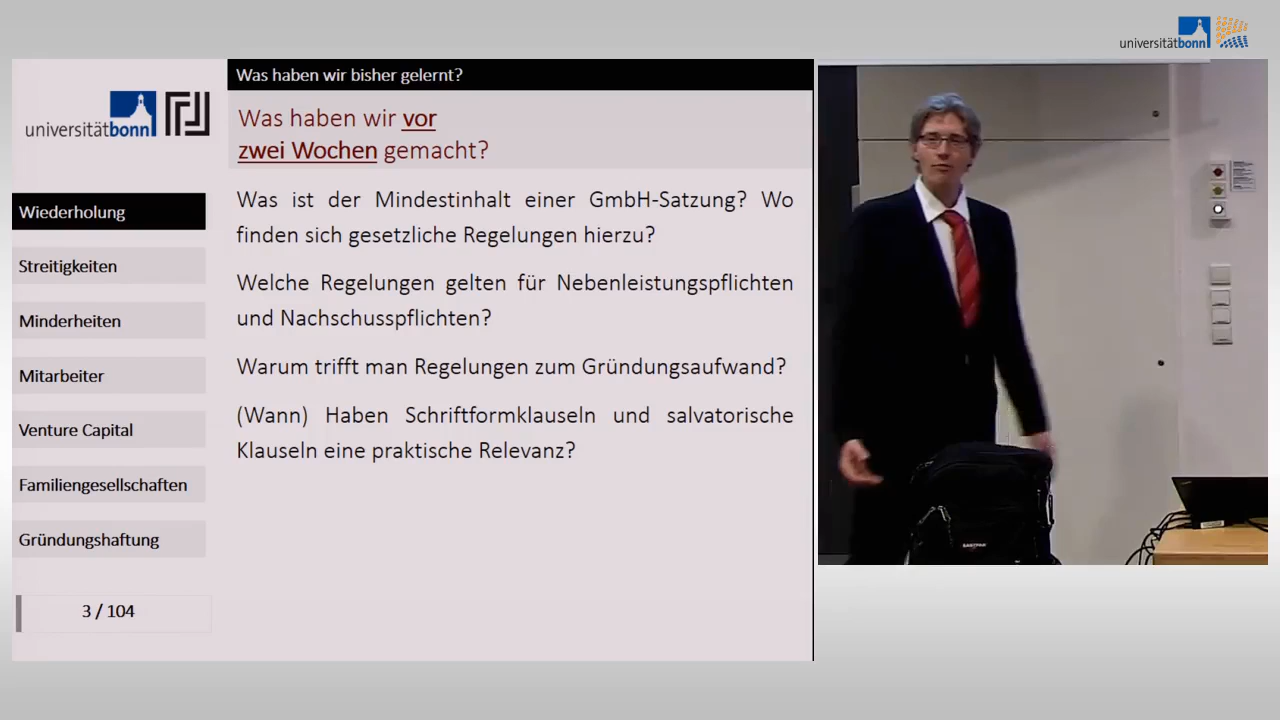 universitätbonn
universitätbonn
Was haben wir bisher gelernt?
Was haben wir vor
zwei Wochen gemacht?
Was ist der Mindestinhalt einer GmbH-Satzung? Wo
finden sich gesetzliche Regelungen hierzu?
Welche Regelungen gelten für Nebenleistungspflichten
und Nachschusspflichten?
Warum trifft man Regelungen zum Gründungsaufwand?
(Wann) Haben Schriftformklauseln und salvatorische
Klauseln eine praktische Relevanz?
Wiederholung
Streitigkeiten
Minderheiten
Mitarbeiter
Venture Capital
Familiengesellschaften
Gründungshaftung
3 / 104
EASTPAK